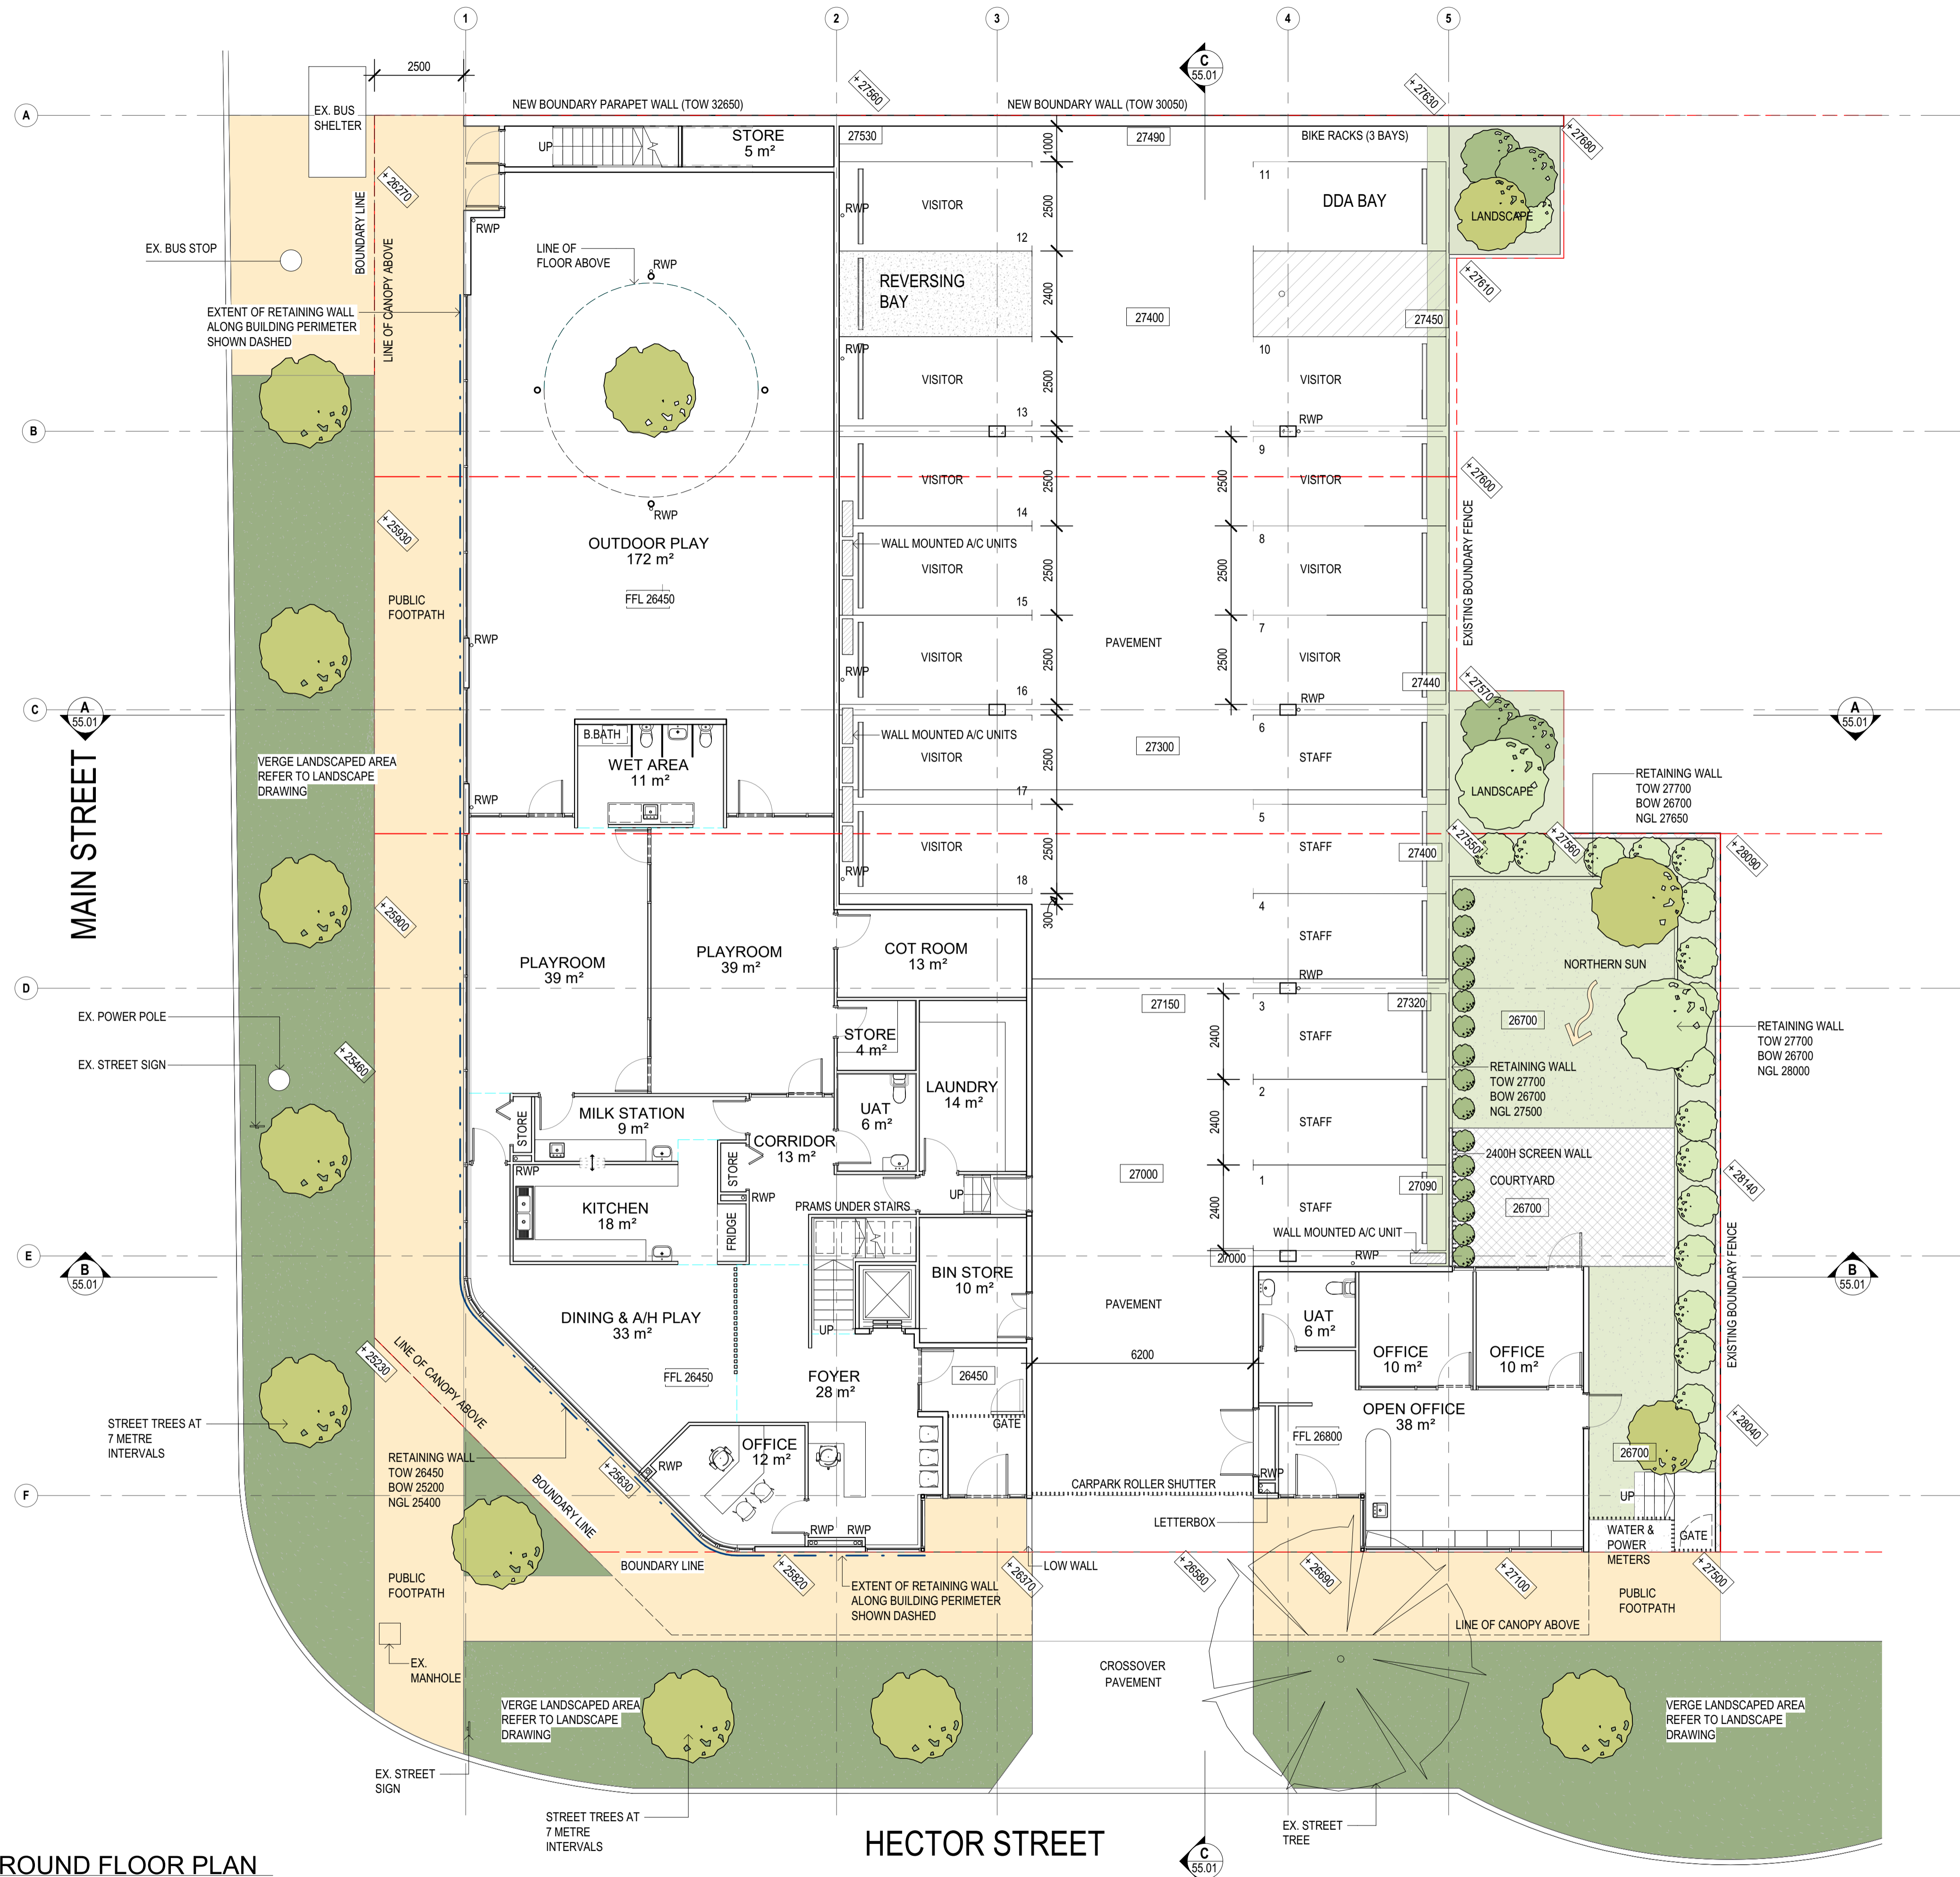 1
2
3
4
5
C
55.01
2500
+ 27560
+ 27630
EX. BUS
SHELTER
NEW BOUNDARY PARAPET WALL (TOW 32650)
NEW BOUNDARY WALL (TOW 30050)
A
UP
STORE
5 m²
27530
1000
27490
BIKE RACKS (3 BAYS)
+ 27680
+ 26270
BOUNDARY LINE
LINE OF CANOPY ABOVE
RWP
RWP
VISITOR
2500
12
11
DDA BAY
LANDSCAPE
EX. BUS STOP
LINE OF
FLOOR ABOVE
RWP
REVERSING
BAY
2400
27400
27450
+ 27610
EXTENT OF RETAINING WALL
ALONG BUILDING PERIMETER
SHOWN DASHED
RWP
VISITOR
2500
13
10
VISITOR
RWP
B
9
VISITOR
2500
14
2500
VISITOR
+ 27600
RWP
+ 25930
OUTDOOR PLAY
172 m²
FFL 26450
WALL MOUNTED A/C UNITS
VISITOR
2500
15
8
2500
VISITOR
EXISTING BOUNDARY FENCE
PUBLIC
FOOTPATH
RWP
RWP
VISITOR
2500
16
PAVEMENT
7
2500
VISITOR
27440
+ 27570
RWP
C
A
55.01
A
55.01
MAIN STREET
B.BATH
WET AREA
11 m²
WALL MOUNTED A/C UNITS
VISITOR
2500
17
27300
6
STAFF
VERGE LANDSCAPED AREA
REFER TO LANDSCAPE
DRAWING
RWP
LANDSCAPE
RETAINING WALL
TOW 27700
BOW 26700
NGL 27650
VISITOR
RWP
2500
18
5
STAFF
27400
+ 27550
+ 27560
+ 28090
+ 25900
300
4
STAFF
RWP
COT ROOM
13 m²
PLAYROOM
39 m²
PLAYROOM
39 m²
NORTHERN SUN
D
EX. POWER POLE
27150
3
STAFF
27320
26700
STORE
4 m²
2400
RETAINING WALL
TOW 27700
BOW 26700
NGL 28000
EX. STREET SIGN
+ 25460
RETAINING WALL
TOW 27700
BOW 26700
NGL 27500
LAUNDRY
14 m²
UAT
6 m²
STORE
MILK STATION
9 m²
CORRIDOR
13 m²
2400
2
STAFF
2400H SCREEN WALL
COURTYARD
26700
+ 28140
RWP
STORE
RWP
UP
27000
1
27090
2400
STAFF
KITCHEN
18 m²
FRIDGE
PRAMS UNDER STAIRS
WALL MOUNTED A/C UNIT
RWP
27000
E
B
55.01
B
55.01
BIN STORE
10 m²
EXISTING BOUNDARY FENCE
DINING & A/H PLAY
33 m²
UP
PAVEMENT
UAT
6 m²
OFFICE
10 m²
OFFICE
10 m²
LINE OF CANOPY ABOVE
+ 25230
6200
FFL 26450
FOYER
28 m²
26450
GATE
OPEN OFFICE
38 m²
FFL 26800
+ 28040
26700
STREET TREES AT
7 METRE
INTERVALS
RETAINING WALL
TOW 26450
BOW 25200
NGL 25400
BOUNDARY LINE
+ 25630
RWP
OFFICE
12 m²
RWP
CARPARK ROLLER SHUTTER
LETTERBOX
UP
F
RWP
RWP
WATER &
POWER
METERS
GATE
BOUNDARY LINE
LOW WALL
PUBLIC
FOOTPATH
+ 25820
EXTENT OF RETAINING WALL
ALONG BUILDING PERIMETER
SHOWN DASHED
+ 26370
+ 26580
+ 28690
+ 27100
+ 27500
PUBLIC
FOOTPATH
LINE OF CANOPY ABOVE
EX.
MANHOLE
CROSSOVER
PAVEMENT
VERGE LANDSCAPED AREA
REFER TO LANDSCAPE
DRAWING
VERGE LANDSCAPED AREA
REFER TO LANDSCAPE
DRAWING
EX. STREET
SIGN
STREET TREES AT
7 METRE
INTERVALS
HECTOR STREET
EX. STREET
TREE
C
55.01
ROUND FLOOR PLAN